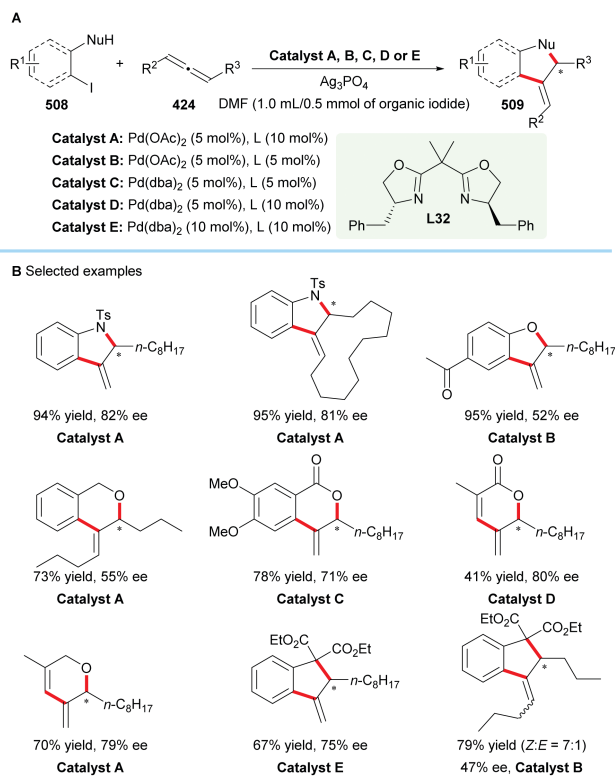 A
NuH
R1
I
508
+
R2
R3
424
Catalyst A, B, C, D or E
Ag3PO4
DMF (1.0 mL/0.5 mmol of organic iodide)
R1
Nu
R3
*
R2
509
Catalyst A: Pd(OAc)2 (5 mol%), L (10 mol%)
Catalyst B: Pd(OAc)2 (5 mol%), L (5 mol%)
Catalyst C: Pd(dba)2 (5 mol%), L (5 mol%)
Catalyst D: Pd(dba)2 (5 mol%), L (10 mol%)
Catalyst E: Pd(dba)2 (10 mol%), L (10 mol%)
O O
N N
Ph L32 Ph
B Selected examples
Ts
N
* n-C8H17
94% yield, 82% ee
Catalyst A
Ts
N *
95% yield, 81% ee
Catalyst A
O
n-C8H17
*
O
95% yield, 52% ee
Catalyst B
O
*
73% yield, 55% ee
Catalyst A
O
MeO
O
MeO
* n-C8H17
78% yield, 71% ee
Catalyst C
O
O
* n-C8H17
41% yield, 80% ee
Catalyst D
O
* n-C8H17
70% yield, 79% ee
Catalyst A
EtO2C CO2Et
n-C8H17
*
67% yield, 75% ee
Catalyst E
CO2Et
CO2Et
*
79% yield (Z:E = 7:1)
47% ee, Catalyst B